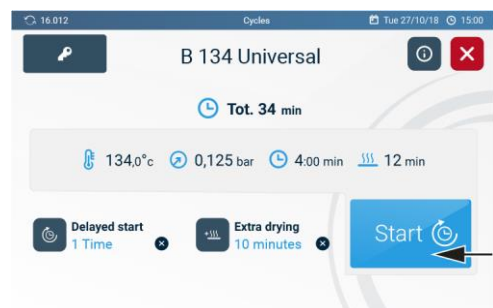 16.012 Cycles Tue 27/10/18 15:00
B 134 Universal
Tot. 34 min
134,0°c 0,125 bar 4:00 min 12 min
Delayed start
1 Time
Extra drying
10 minutes
Start